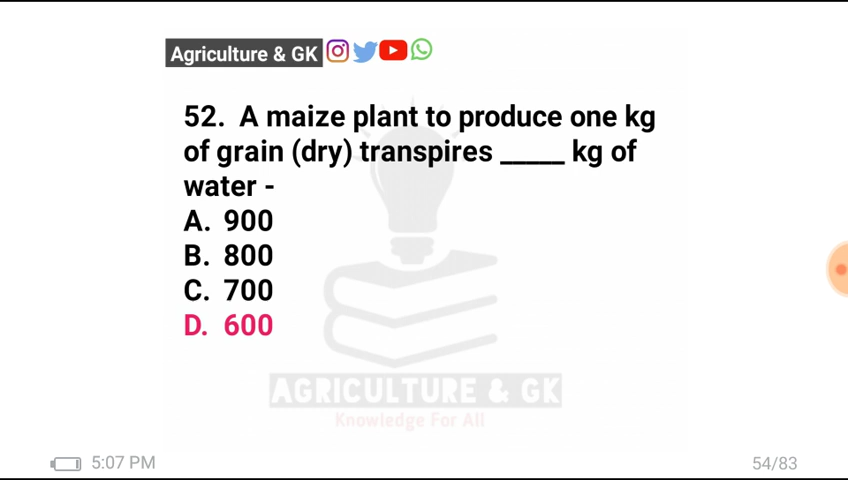 Agriculture & GK
52. A maize plant to produce one kg
of grain (dry) transpires _____ kg of
water -
A. 900
B. 800
C. 700
D. 600
AGRICULTURE & GK
Knowledge For All
5:07 PM
54/83